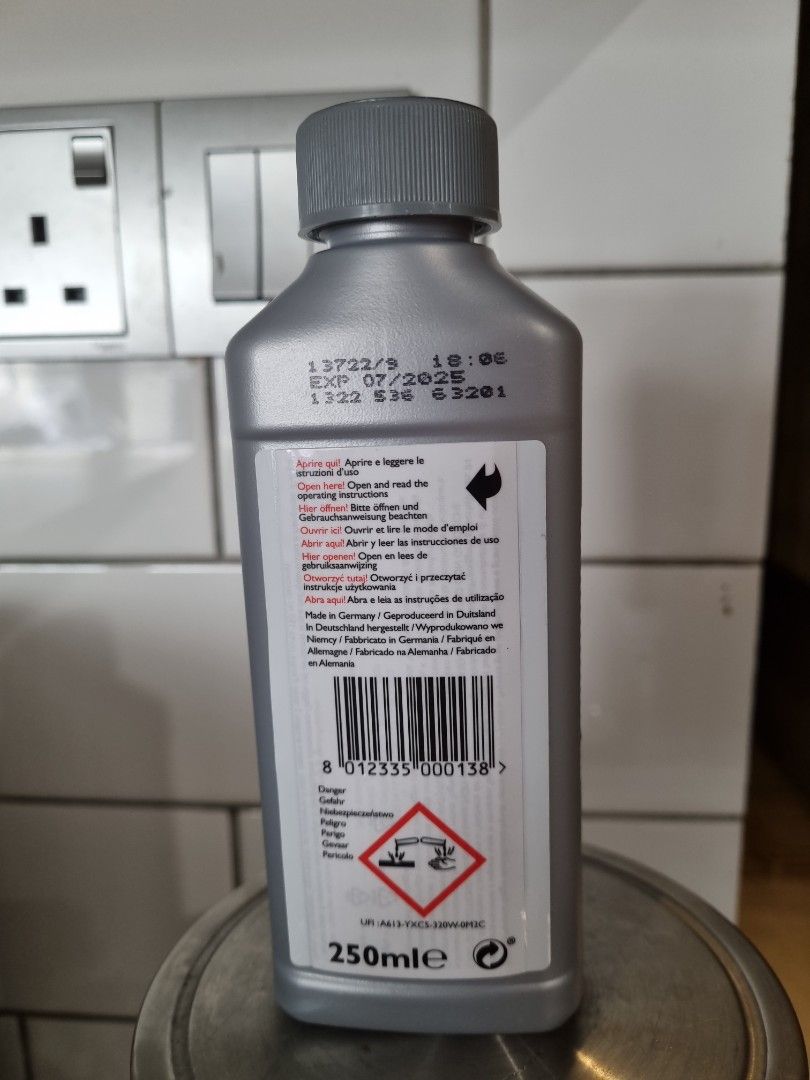 13722/9 18:06
EXP 07/2025
1322 536 63201
Aprire qui! Aprire e leggere le
istruzioni d'uso
Open here! Open and read the
operating instructions
Hier öffnen! Bitte öffnen und
Gebrauchsanweisung beachten
Ouvrir ici! Ouvrir et lire le mode d'emploi
Abrir aquí! Abrir y leer las instrucciones de uso
Hier openen! Open en lees de
gebruiksaanwijzing
Otworzyć tutaj! Otworzyć i przeczytać
instrukcje użytkowania
Abra aqui! Abra e leia as instruções de utilização
Made in Germany / Geproduceerd in Duitsland
In Deutschland hergestellt / Wyprodukowano we
Niemcy / Fabbricato in Germania / Fabriqué en
Allemagne / Fabricado na Alemanha / Fabricado
en Alemania
8 012335 000138 >
Danger
Gefahr
Niebezpieczeństwo
Peligro
Perigo
Gevaar
Pericolo
UFI :A613-YXC5-320W-0M2C
250ml e
®